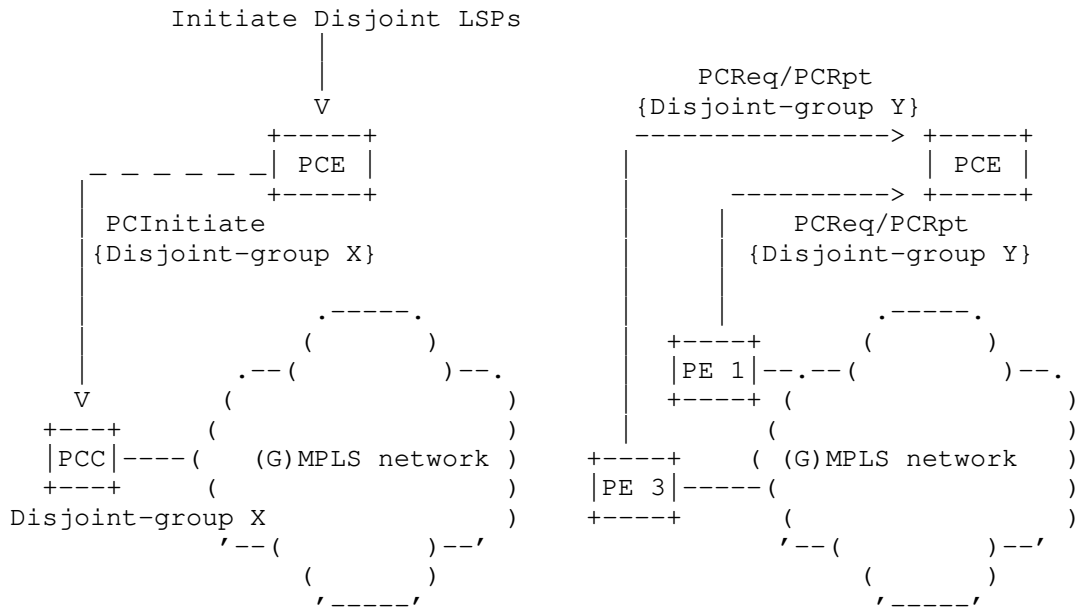 Initiate Disjoint LSPs
PCReq/PCRpt
V {Disjoint-group Y}
PCE PCE
PCInitiate PCReq/PCRpt
{Disjoint-group X} {Disjoint-group Y}
PE 1
V
PCC (G)MPLS network (G)MPLS network
PE 3
Disjoint-group X